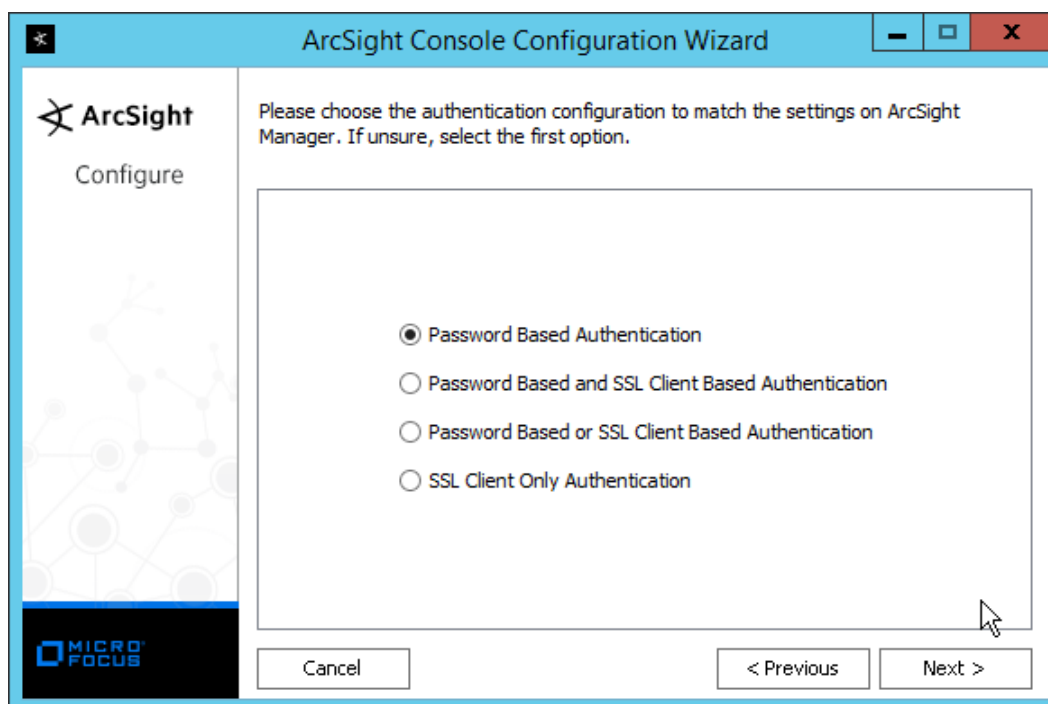 ArcSight Console Configuration Wizard
X
ArcSight
Configure
Please choose the authentication configuration to match the settings on ArcSight
Manager. If unsure, select the first option.
Password Based Authentication
Password Based and SSL Client Based Authentication
Password Based or SSL Client Based Authentication
SSL Client Only Authentication
MICRO
FOCUS
Cancel
< Previous
Next >